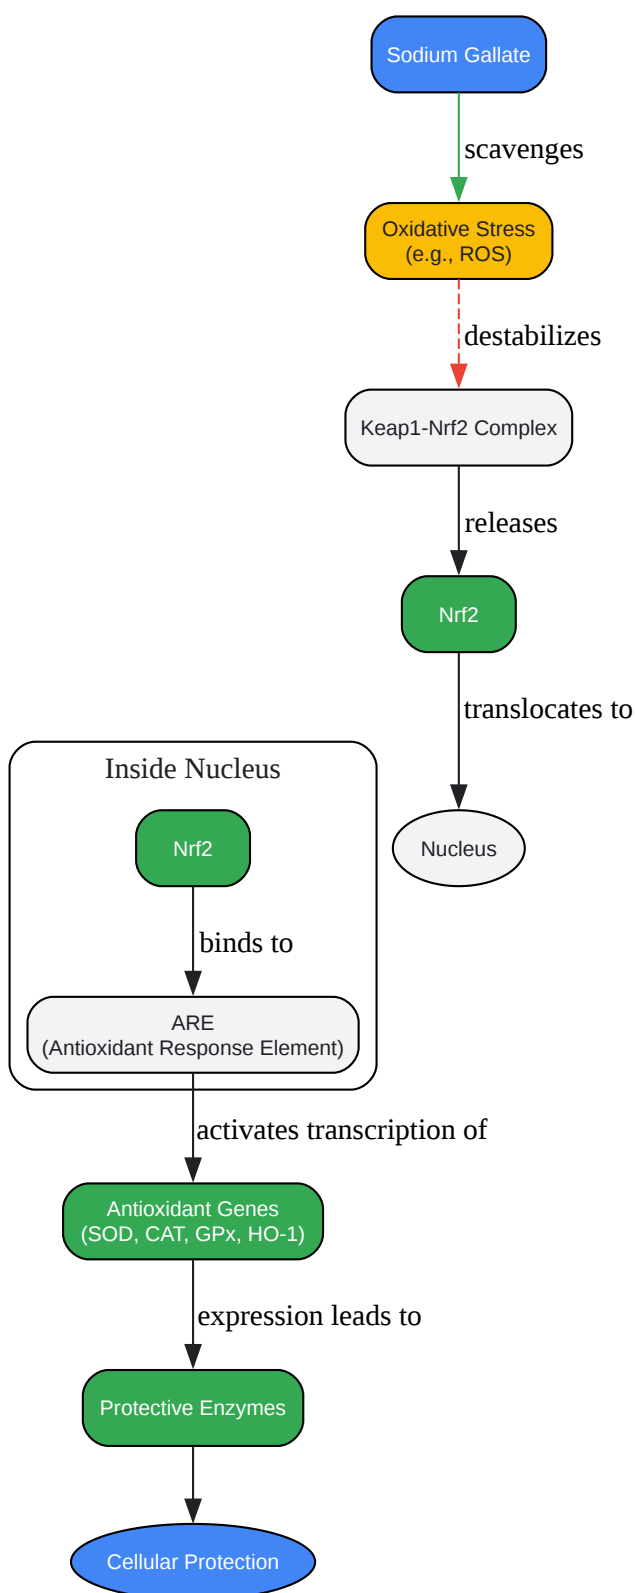 Sodium Gallate
scavenges
Oxidative Stress
(e.g., ROS)
destabilizes
Keap1-Nrf2 Complex
releases
Nrf2
translocates to
Nucleus
Inside Nucleus
Nrf2
binds to
ARE
(Antioxidant Response Element)
activates transcription of
Antioxidant Genes
(SOD, CAT, GPx, HO-1)
expression leads to
Protective Enzymes
Cellular Protection